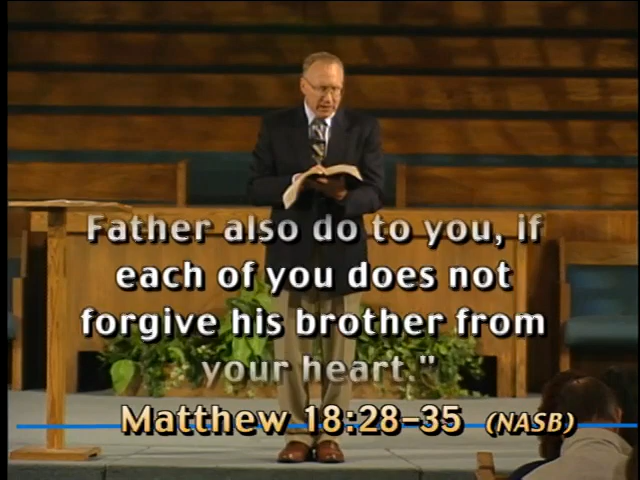 Father also do to you, if
each of you does not
forgive his brother from
your heart."
Matthew 18:28–35 (NASB)